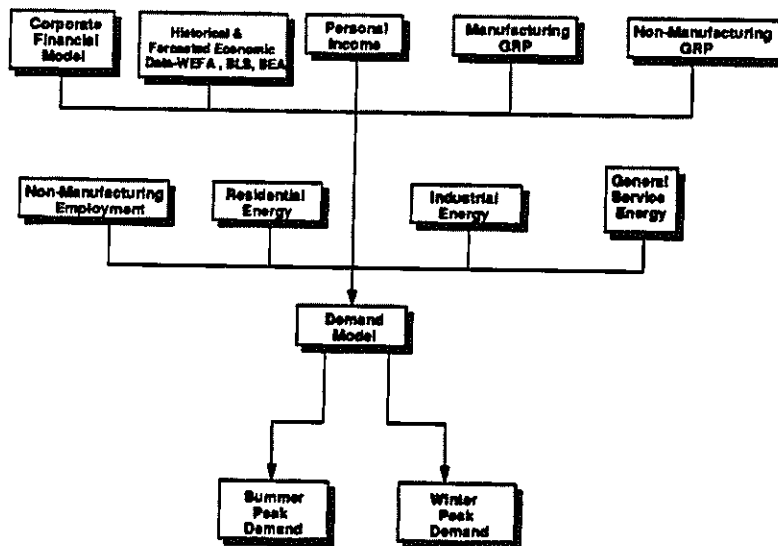 Corporate
Financial
Model
Historical &
Forecasted Economic
Data-WEFA , BLS, BEA
Personal
Income
Manufacturing
GRP
Non-Manufacturing
GRP
Non-Manufacturing
Employment
Residential
Energy
Industrial
Energy
General
Service
Energy
Demand
Model
Summer
Peak
Demand
Winter
Peak
Demand